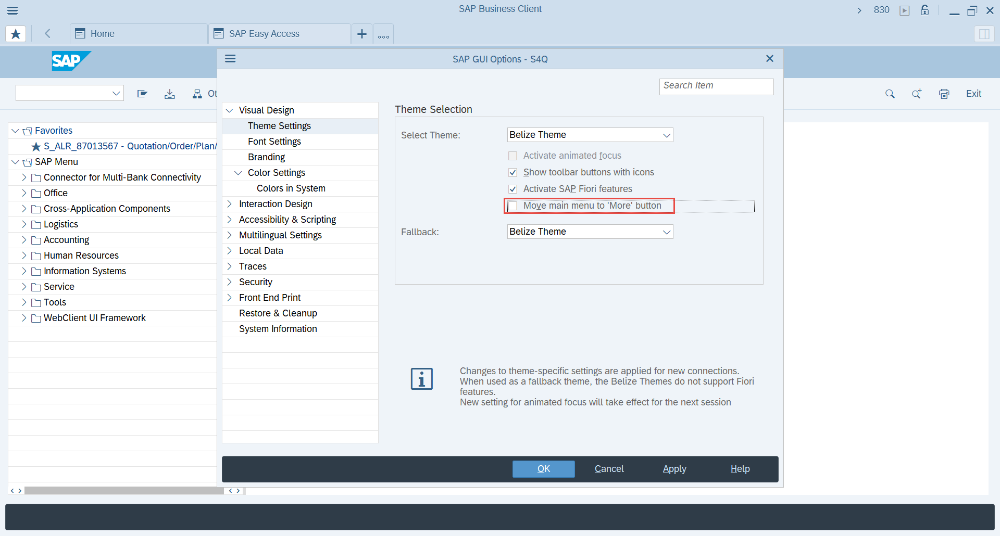 SAP Business Client
830
Home
SAP Easy Access
SAP
SAP GUI Options - S4Q
Search Item
Ot
Exit
Favorites
S_ALR_87013567 - Quotation/Order/Plan/
SAP Menu
Connector for Multi-Bank Connectivity
Office
Cross-Application Components
Logistics
Accounting
Human Resources
Information Systems
Service
Tools
WebClient UI Framework
Visual Design
Theme Settings
Font Settings
Branding
Color Settings
Colors in System
Interaction Design
Accessibility & Scripting
Multilingual Settings
Local Data
Traces
Security
Front End Print
Restore & Cleanup
System Information
Theme Selection
Select Theme:
Belize Theme
Activate animated focus
Show toolbar buttons with icons
Activate SAP Fiori features
Move main menu to 'More' button
Fallback:
Belize Theme
Changes to theme-specific settings are applied for new connections.
When used as a fallback theme, the Belize Themes do not support Fiori
features.
New setting for animated focus will take effect for the next session
OK
Cancel
Apply
Help